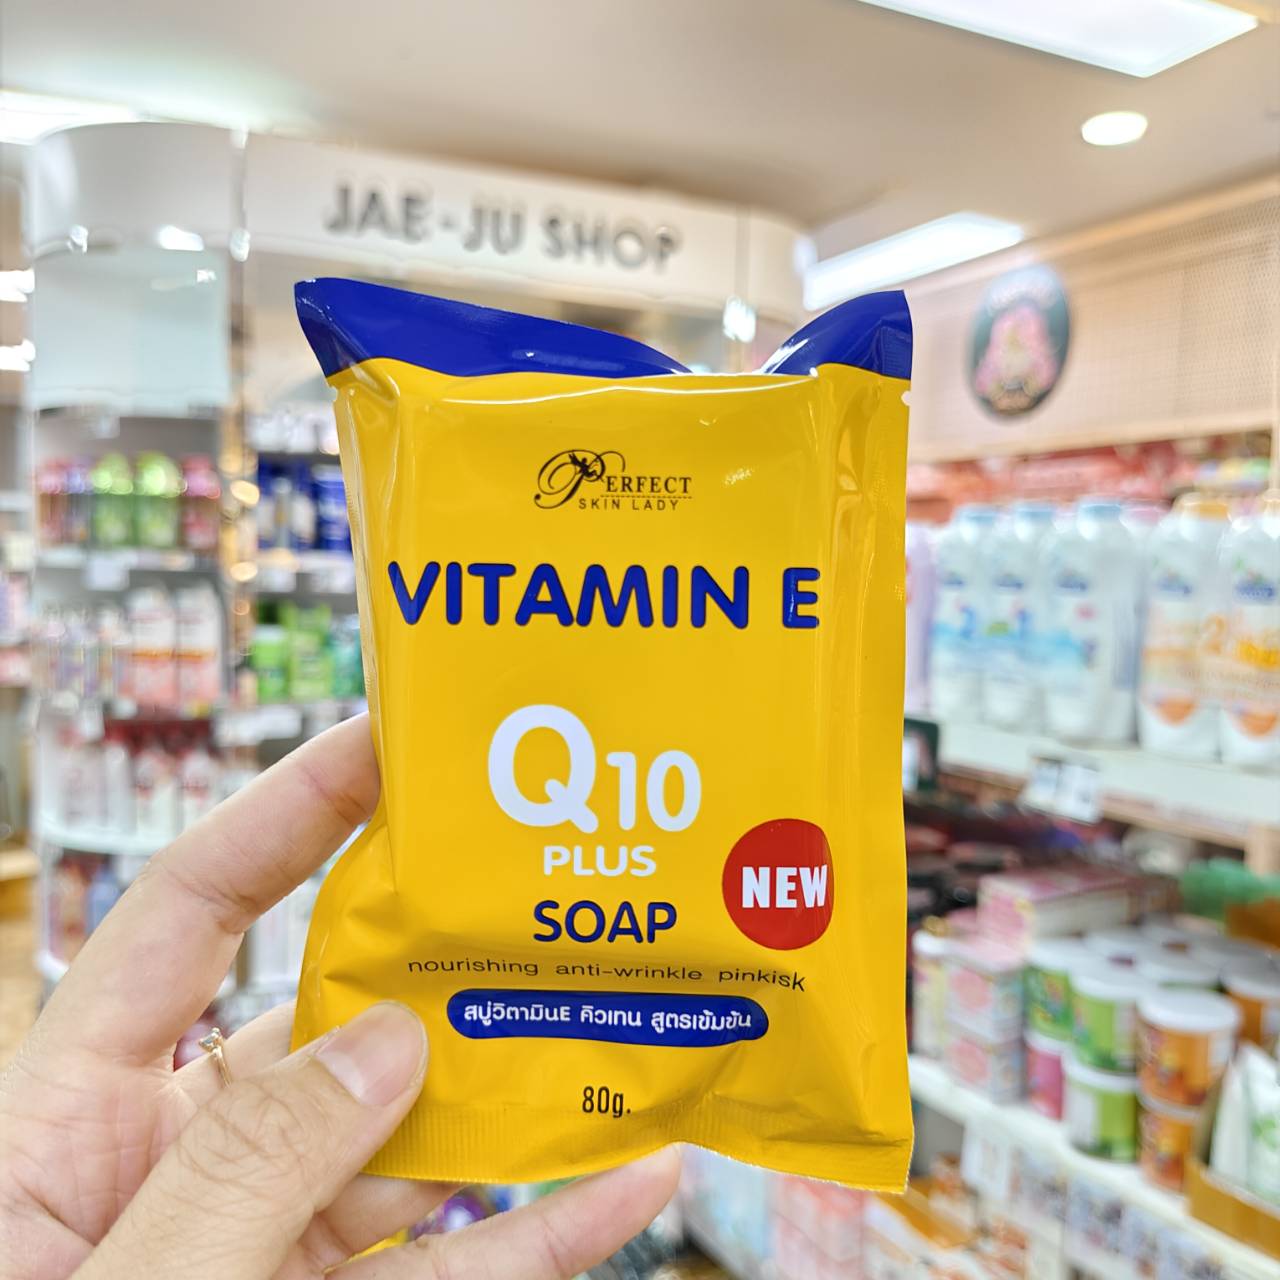 JAE-JU SHOP
PERFECT
SKIN LADY
VITAMIN E
Q10
PLUS
SOAP
NEW
nourishing anti-wrinkle pinkisk
สบู่วิตามินE คิวเทน สูตรเข้มข้น
80g.